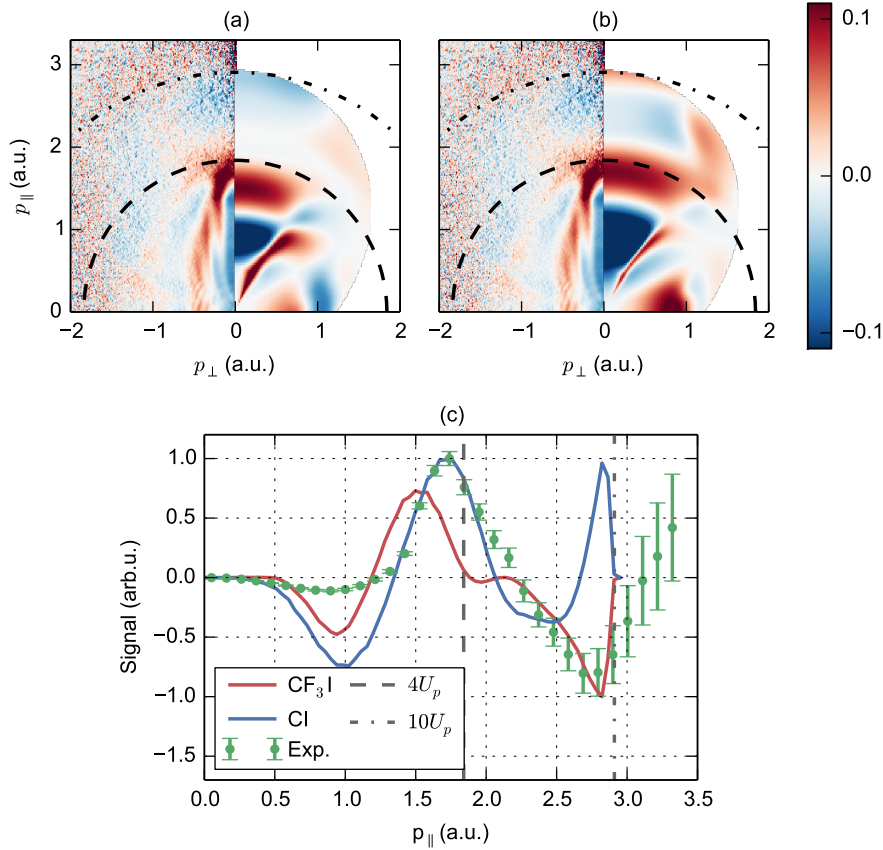 (a)
(b)
3
2
1
0
−2
−1
0
1
2
p∥ (a.u.)
p⊥ (a.u.)
−2
−1
0
1
2
p⊥ (a.u.)
0.1
0.0
−0.1
(c)
1.0
0.5
0.0
−0.5
−1.0
−1.5
Signal (arb.u.)
CF₃I
CI
Exp.
4Uₚ
10Uₚ
0.0
0.5
1.0
1.5
2.0
2.5
3.0
3.5
p∥ (a.u.)